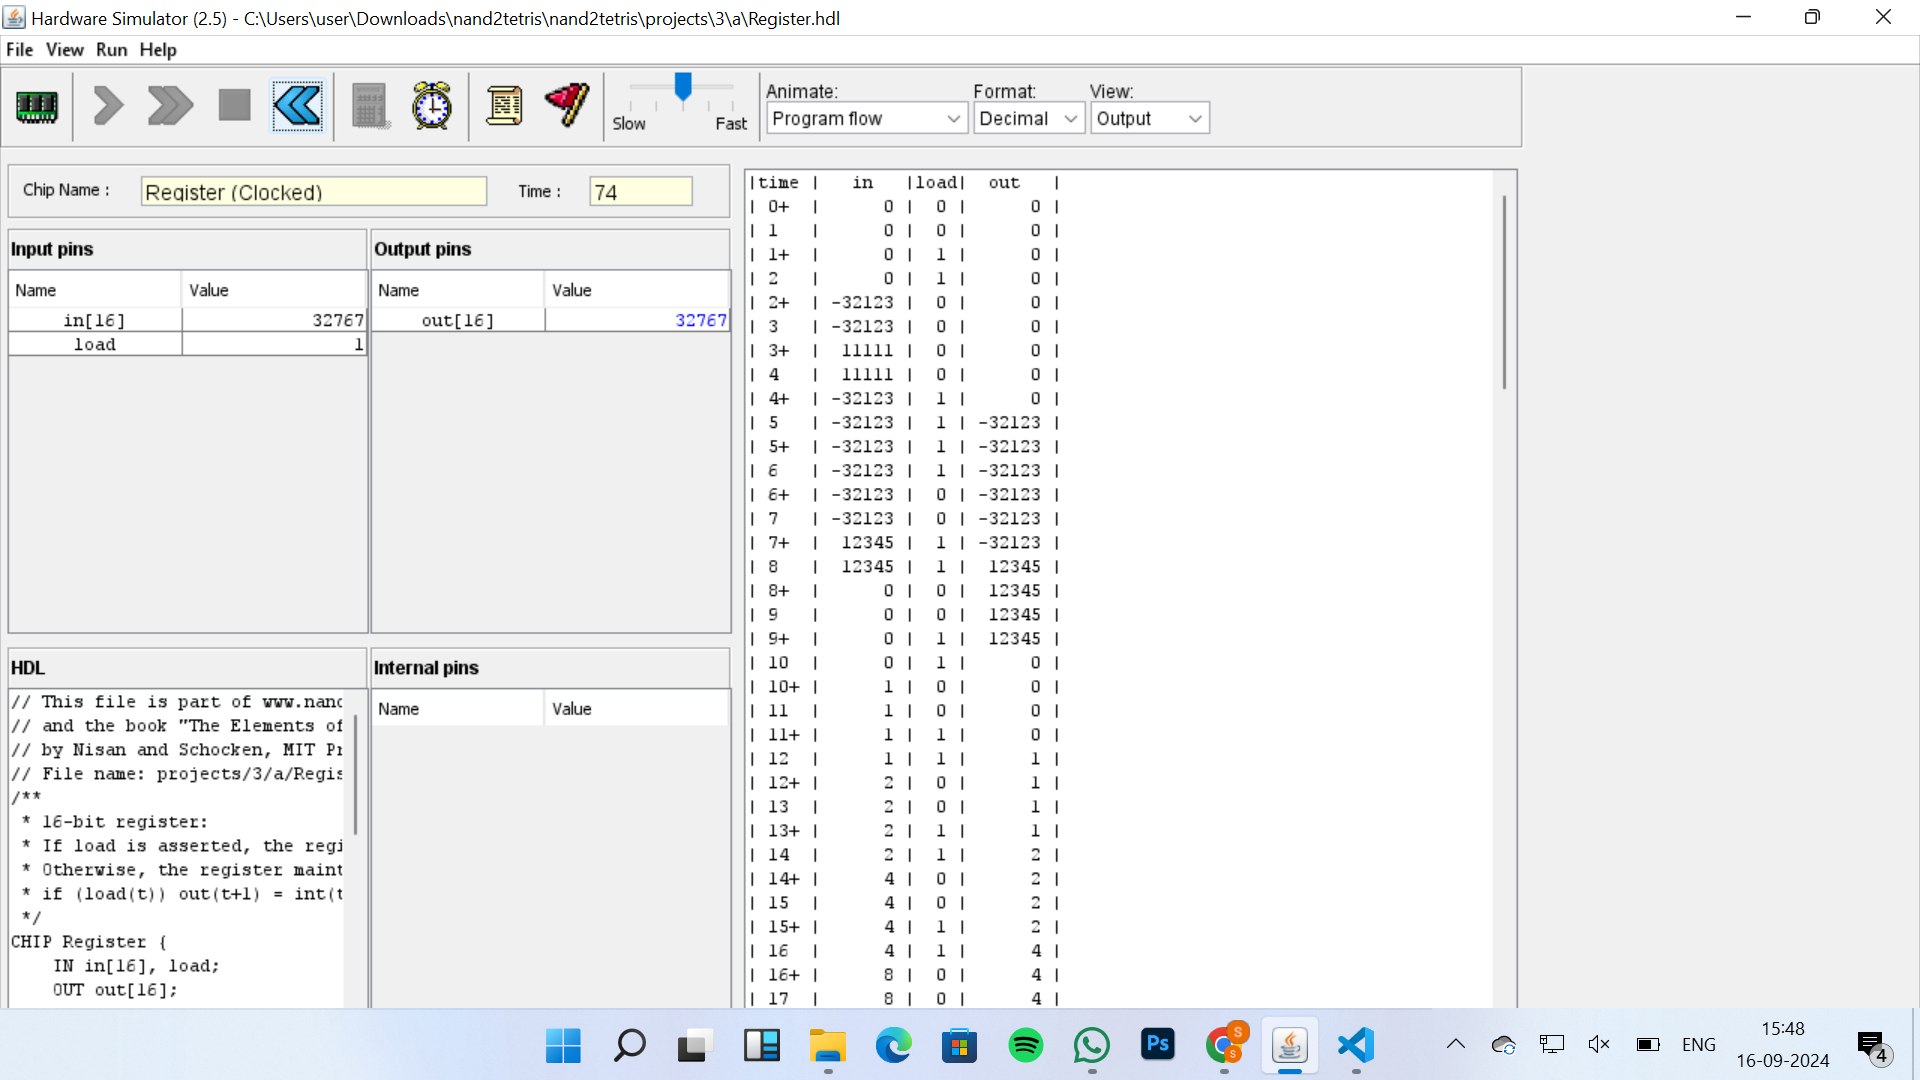 Hardware Simulator (2.5) - C:\Users\user\Downloads\nand2tetris\nand2tetris\projects\3\a\Register.hdl
File View Run Help
Slow Fast
Animate: Format: View:
Program flow Decimal Output
Chip Name : Register (Clocked) Time : 74
Input pins
Name Value
in[16] 32767
load 1
Output pins
Name Value
out[16] 32767
HDL
// This file is part of www.nand
// and the book "The Elements of
// by Nisan and Schocken, MIT Pr
// File name: projects/3/a/Regis
/**
* 16-bit register:
* If load is asserted, the regi
* Otherwise, the register maint
* if (load(t)) out(t+1) = int(t
*/
CHIP Register {
IN in[16], load;
OUT out[16];
Internal pins
Name Value
|time | in |load| out |
| 0+ | 0 | 0 | 0 |
| 1 | 0 | 0 | 0 |
| 1+ | 0 | 1 | 0 |
| 2 | 0 | 1 | 0 |
| 2+ | -32123 | 0 | 0 |
| 3 | -32123 | 0 | 0 |
| 3+ | 11111 | 0 | 0 |
| 4 | 11111 | 0 | 0 |
| 4+ | -32123 | 1 | 0 |
| 5 | -32123 | 1 | -32123 |
| 5+ | -32123 | 1 | -32123 |
| 6 | -32123 | 1 | -32123 |
| 6+ | -32123 | 0 | -32123 |
| 7 | -32123 | 0 | -32123 |
| 7+ | 12345 | 1 | -32123 |
| 8 | 12345 | 1 | 12345 |
| 8+ | 0 | 0 | 12345 |
| 9 | 0 | 0 | 12345 |
| 9+ | 0 | 1 | 12345 |
| 10 | 0 | 1 | 0 |
| 10+ | 1 | 0 | 0 |
| 11 | 1 | 0 | 0 |
| 11+ | 1 | 1 | 0 |
| 12 | 1 | 1 | 1 |
| 12+ | 2 | 0 | 1 |
| 13 | 2 | 0 | 1 |
| 13+ | 2 | 1 | 1 |
| 14 | 2 | 1 | 2 |
| 14+ | 4 | 0 | 2 |
| 15 | 4 | 0 | 2 |
| 15+ | 4 | 1 | 2 |
| 16 | 4 | 1 | 4 |
| 16+ | 8 | 0 | 4 |
| 17 | 8 | 0 | 4 |
Ps
S
S
ENG
15:48
16-09-2024
4